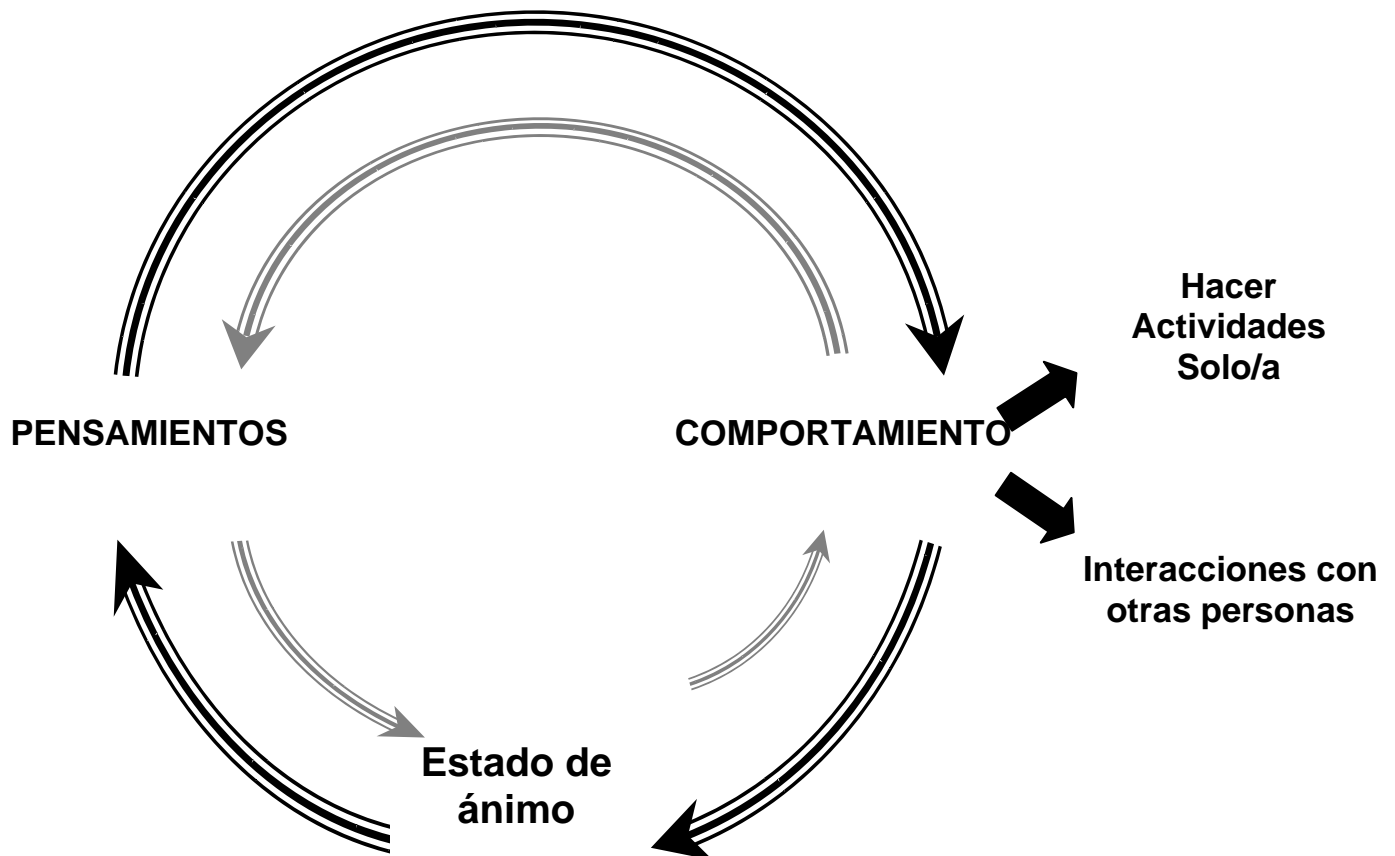 Hacer
Actividades
Solo/a
PENSAMIENTOS
COMPORTAMIENTO
Interacciones con
otras personas
Estado de
ánimo